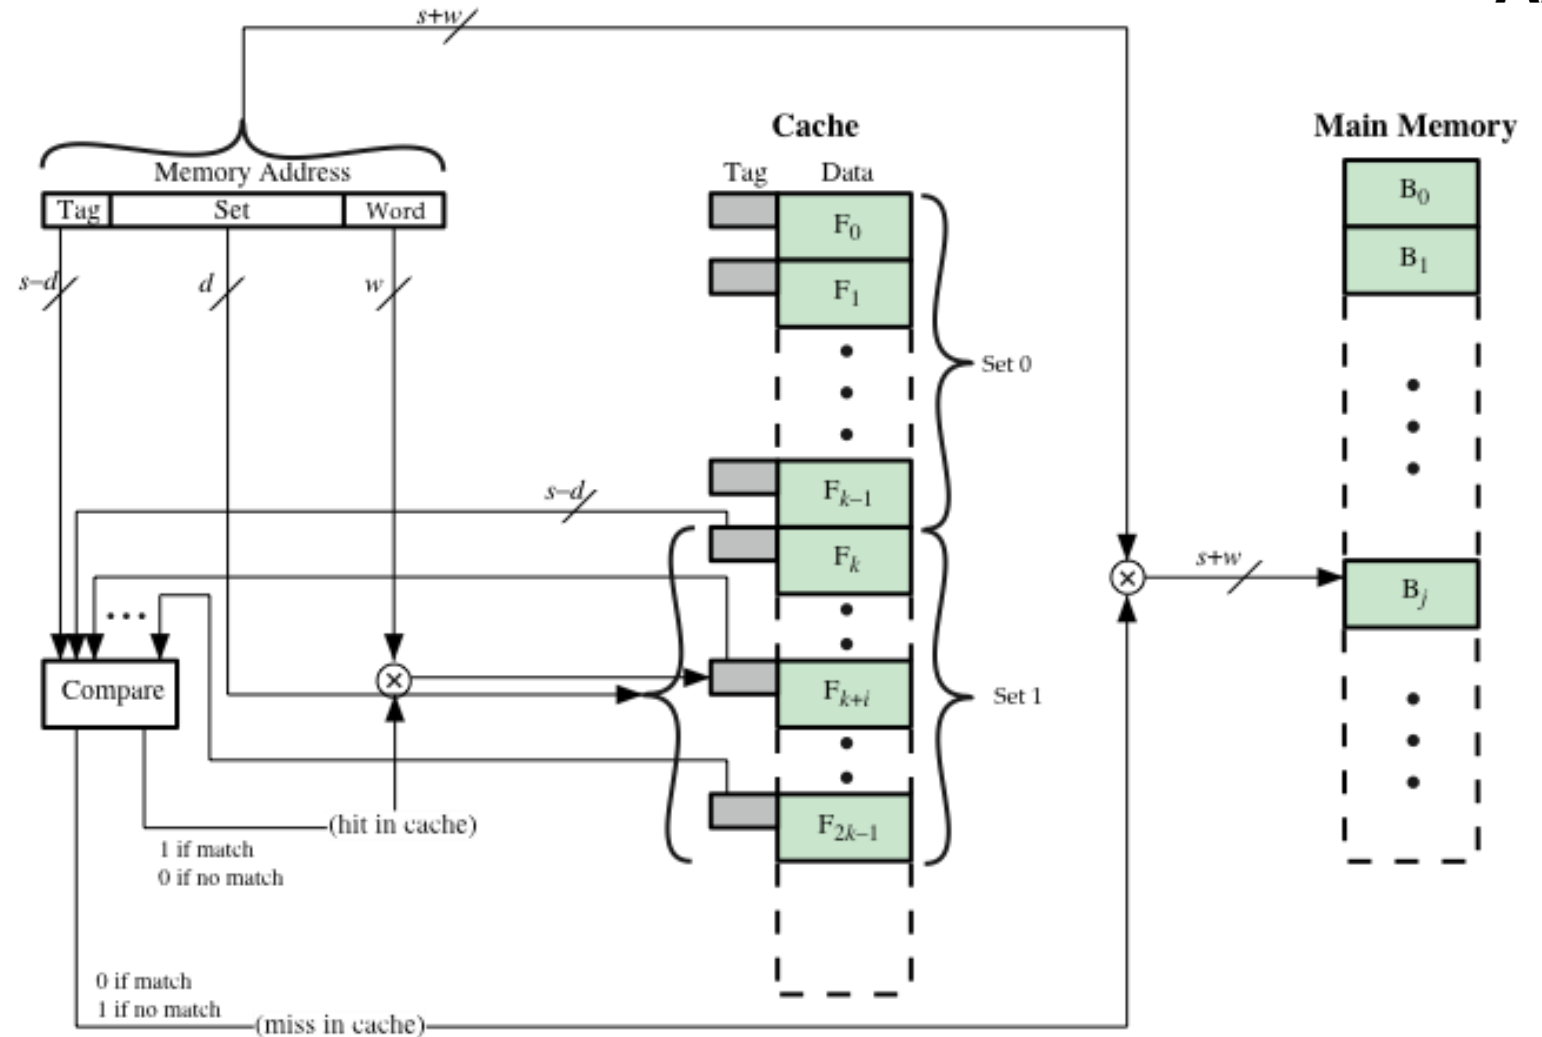 s+w
Cache
Main Memory
Memory Address
Tag Data
Tag Set Word
B0
F0
B1
s–d d w
F1
Set 0
s–d
Fk–1
Fk
s+w
Bj
...
Compare
Fk+i
Set 1
F2k–1
(hit in cache)
1 if match
0 if no match
0 if match
1 if no match
(miss in cache)